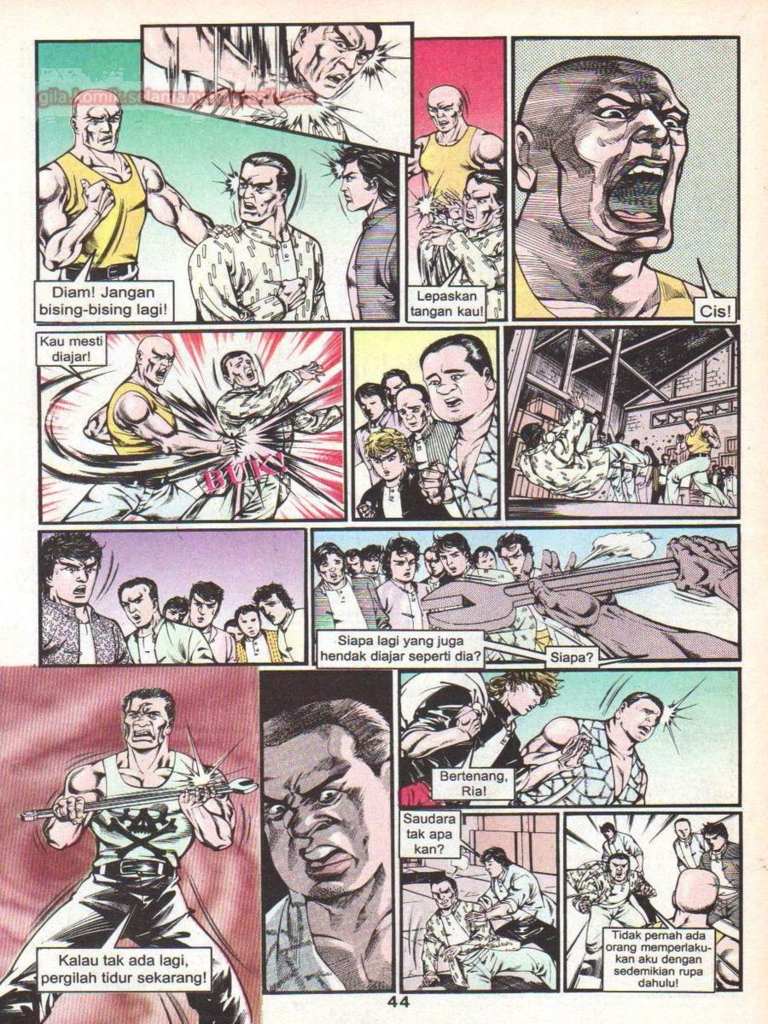 Diam! Jangan
bising-bising lagi!
Lepaskan
tangan kau!
Cis!
Kau mesti
diajar!
BUK!
Siapa lagi yang juga
hendak diajar seperti dia?
Siapa?
Kalau tak ada lagi,
pergilah tidur sekarang!
Bertenang,
Ria!
Saudara
tak apa
kan?
Tidak pernah ada
orang memperlaku-
kan aku dengan
sedemikian rupa
dahulu!
44